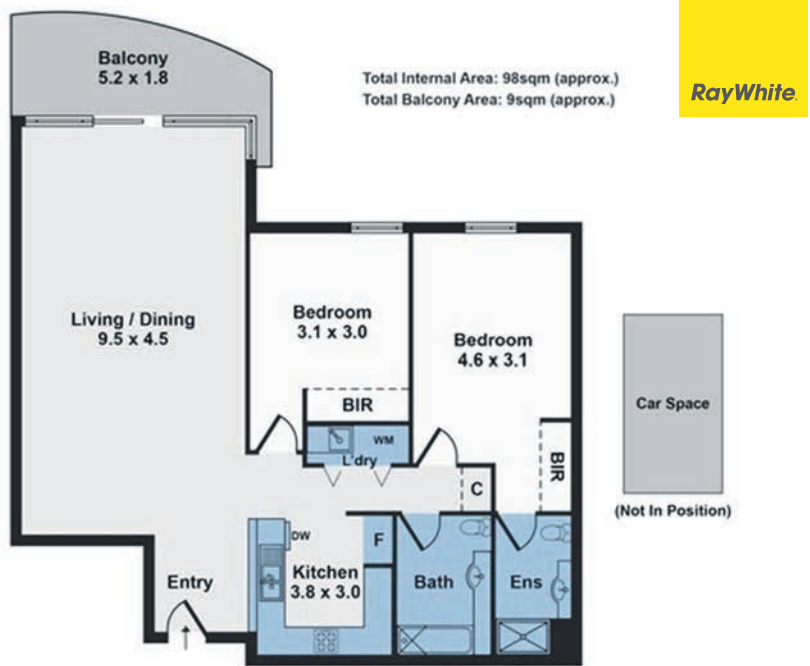 Balcony
5.2 x 1.8
Total Internal Area: 98sqm (approx.)
Total Balcony Area: 9sqm (approx.)
RayWhite.
Living / Dining
9.5 x 4.5
Bedroom
3.1 x 3.0
Bedroom
4.6 x 3.1
BIR
WM
L'dry
BIR
C
Car Space
(Not In Position)
DW
F
Kitchen
3.8 x 3.0
Bath
Ens
Entry